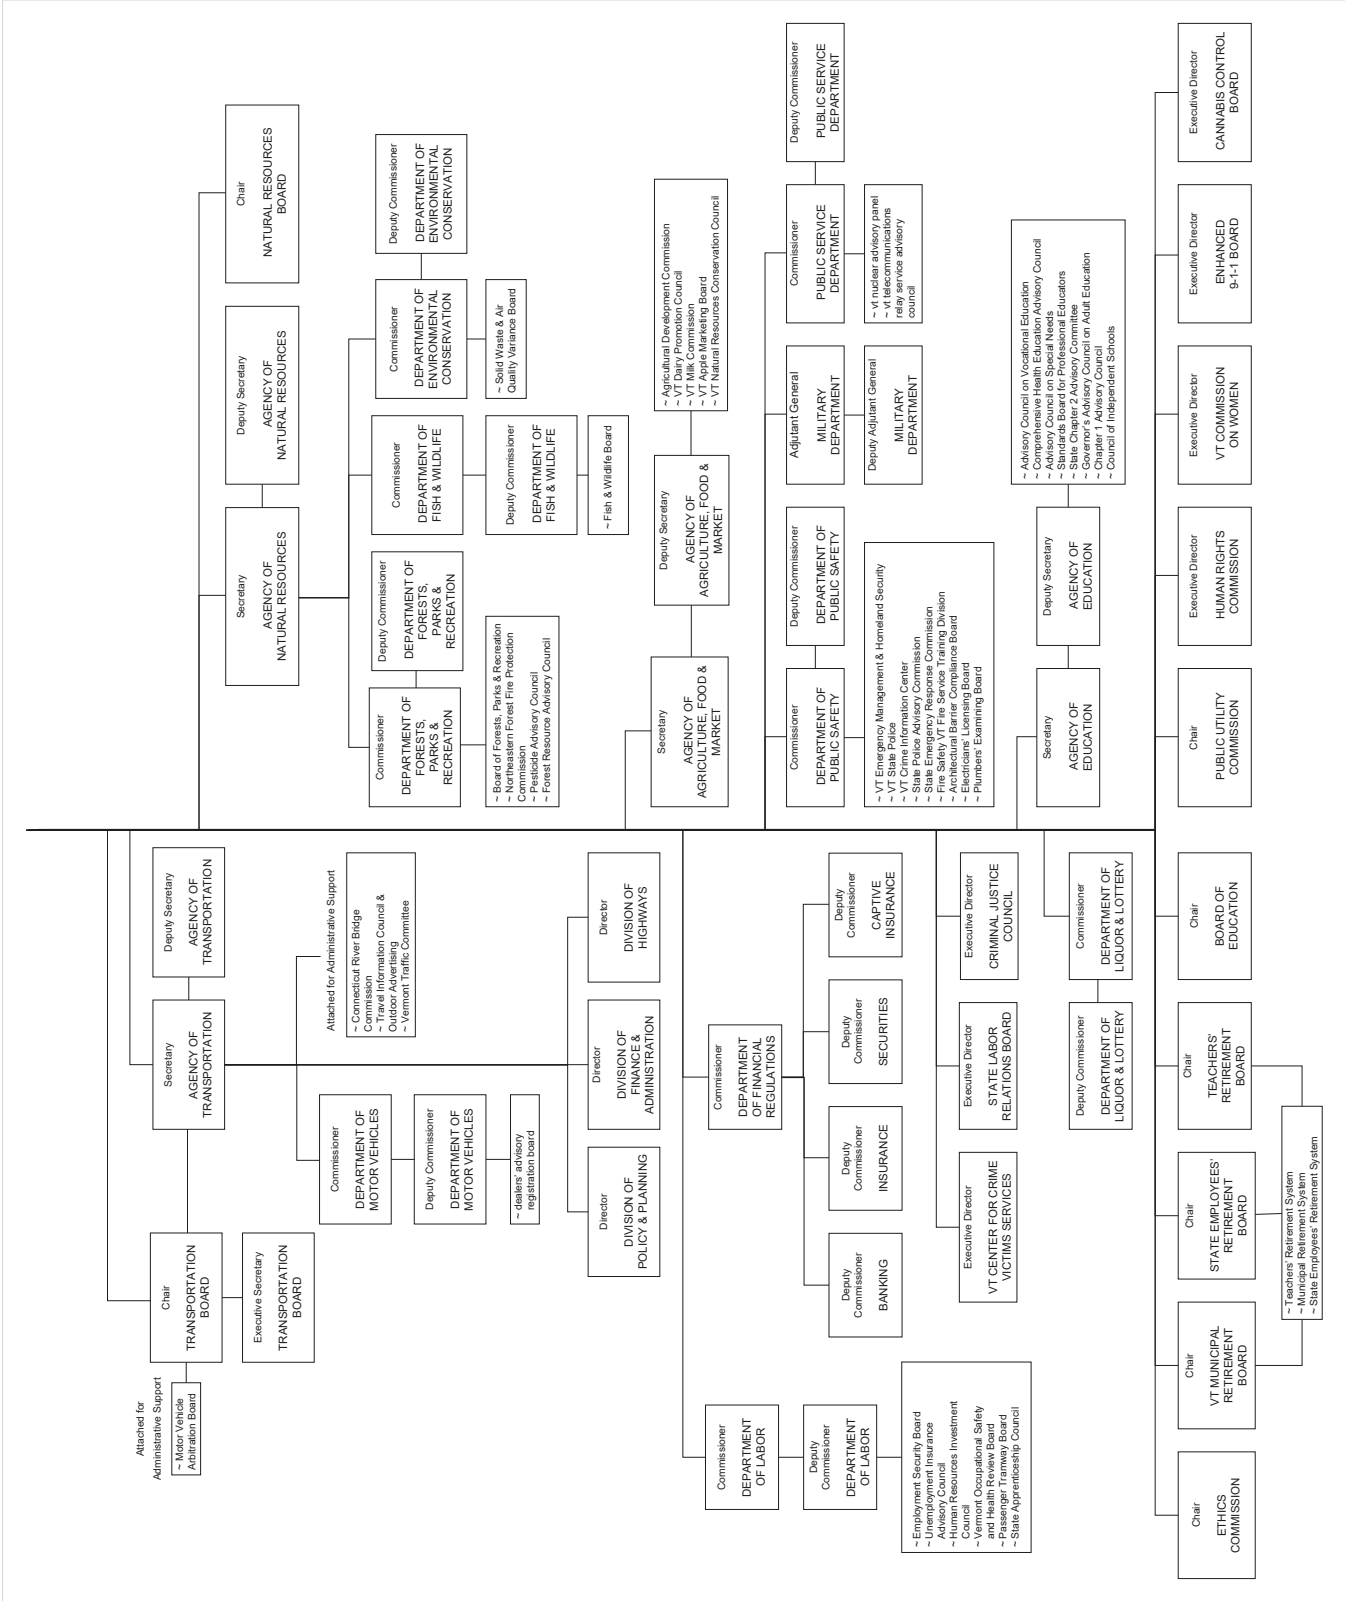 Attached for
Administrative Support
~ Motor Vehicle
Arbitration Board
Chair
TRANSPORTATION
BOARD
Executive Secretary
TRANSPORTATION
BOARD
Secretary
AGENCY OF
TRANSPORTATION
Deputy Secretary
AGENCY OF
TRANSPORTATION
Attached for Administrative Support
~ Connecticut River Bridge
Commission
~ Travel Information Council &
Outdoor Advertising
~ Vermont Traffic Committee
Commissioner
DEPARTMENT OF
MOTOR VEHICLES
Deputy Commissioner
DEPARTMENT OF
MOTOR VEHICLES
~ dealers' advisory
registration board
Director
DIVISION OF
POLICY & PLANNING
Director
DIVISION OF
FINANCE &
ADMINISTRATION
Director
DIVISION OF
HIGHWAYS
Secretary
AGENCY OF
NATURAL RESOURCES
Deputy Secretary
AGENCY OF
NATURAL RESOURCES
Chair
NATURAL RESOURCES
BOARD
Commissioner
DEPARTMENT OF
FORESTS,
PARKS &
RECREATION
Deputy Commissioner
DEPARTMENT OF
FORESTS,
PARKS &
RECREATION
~ Board of Forests, Parks & Recreation
~ Northeastern Forest Fire Protection
Commission
~ Pesticide Advisory Council
~ Forest Resource Advisory Council
Commissioner
DEPARTMENT OF
FISH & WILDLIFE
Deputy Commissioner
DEPARTMENT OF
FISH & WILDLIFE
~ Fish & Wildlife Board
Commissioner
DEPARTMENT OF
ENVIRONMENTAL
CONSERVATION
Deputy Commissioner
DEPARTMENT OF
ENVIRONMENTAL
CONSERVATION
~ Solid Waste & Air
Quality Variance Board
Secretary
AGENCY OF
AGRICULTURE, FOOD &
MARKET
Deputy Secretary
AGENCY OF
AGRICULTURE, FOOD &
MARKET
~ Agricultural Development Commission
~ VT Dairy Promotion Council
~ VT Milk Commission
~ VT Apple Marketing Board
~ VT Natural Resources Conservation Council
Commissioner
DEPARTMENT
OF LABOR
Deputy
Commissioner
DEPARTMENT
OF LABOR
~ Employment Security Board
~ Unemployment Insurance
Advisory Council
~ Human Resources Investment
Council
~ Vermont Occupational Safety
and Health Review Board
~ Passenger Tramway Board
~ State Apprenticeship Council
Commissioner
DEPARTMENT
OF FINANCIAL
REGULATIONS
Deputy
Commissioner
BANKING
Deputy
Commissioner
INSURANCE
Deputy
Commissioner
SECURITIES
Deputy
Commissioner
CAPTIVE
INSURANCE
Commissioner
DEPARTMENT OF
PUBLIC SAFETY
Deputy Commissioner
DEPARTMENT OF
PUBLIC SAFETY
~ VT Emergency Management & Homeland Security
~ VT State Police
~ VT Crime Information Center
~ State Police Advisory Commission
~ State Emergency Response Commission
~ Fire Safety VT Fire Service Training Division
~ Architectural Barrier Compliance Board
~ Electricians' Licensing Board
~ Plumbers' Examining Board
Adjutant General
MILITARY
DEPARTMENT
Deputy Adjutant General
MILITARY
DEPARTMENT
Commissioner
PUBLIC SERVICE
DEPARTMENT
Deputy Commissioner
PUBLIC SERVICE
DEPARTMENT
~ vt nuclear advisory panel
~ vt telecommunications
relay service advisory
council
Executive Director
VT CENTER FOR CRIME
VICTIMS SERVICES
Executive Director
STATE LABOR
RELATIONS BOARD
Executive Director
CRIMINAL JUSTICE
COUNCIL
Secretary
AGENCY OF
EDUCATION
Deputy Secretary
AGENCY OF
EDUCATION
~ Advisory Council on Vocational Education
~ Comprehensive Health Education Advisory Council
~ Advisory Council on Special Needs
~ Standards Board for Professional Educators
~ State Chapter 2 Advisory Committee
~ Governor's Advisory Council on Adult Education
~ Chapter 1 Advisory Council
~ Council of Independent Schools
Deputy Commissioner
DEPARTMENT OF
LIQUOR & LOTTERY
Commissioner
DEPARTMENT OF
LIQUOR & LOTTERY
Chair
ETHICS
COMMISSION
Chair
VT MUNICIPAL
RETIREMENT
BOARD
Chair
STATE EMPLOYEES'
RETIREMENT
BOARD
Chair
TEACHERS'
RETIREMENT
BOARD
~ Teachers' Retirement System
~ Municipal Retirement System
~ State Employees' Retirement System
Chair
BOARD OF
EDUCATION
Chair
PUBLIC UTILITY
COMMISSION
Executive Director
HUMAN RIGHTS
COMMISSION
Executive Director
VT COMMISSION
ON WOMEN
Executive Director
ENHANCED
9-1-1 BOARD
Executive Director
CANNABIS CONTROL
BOARD